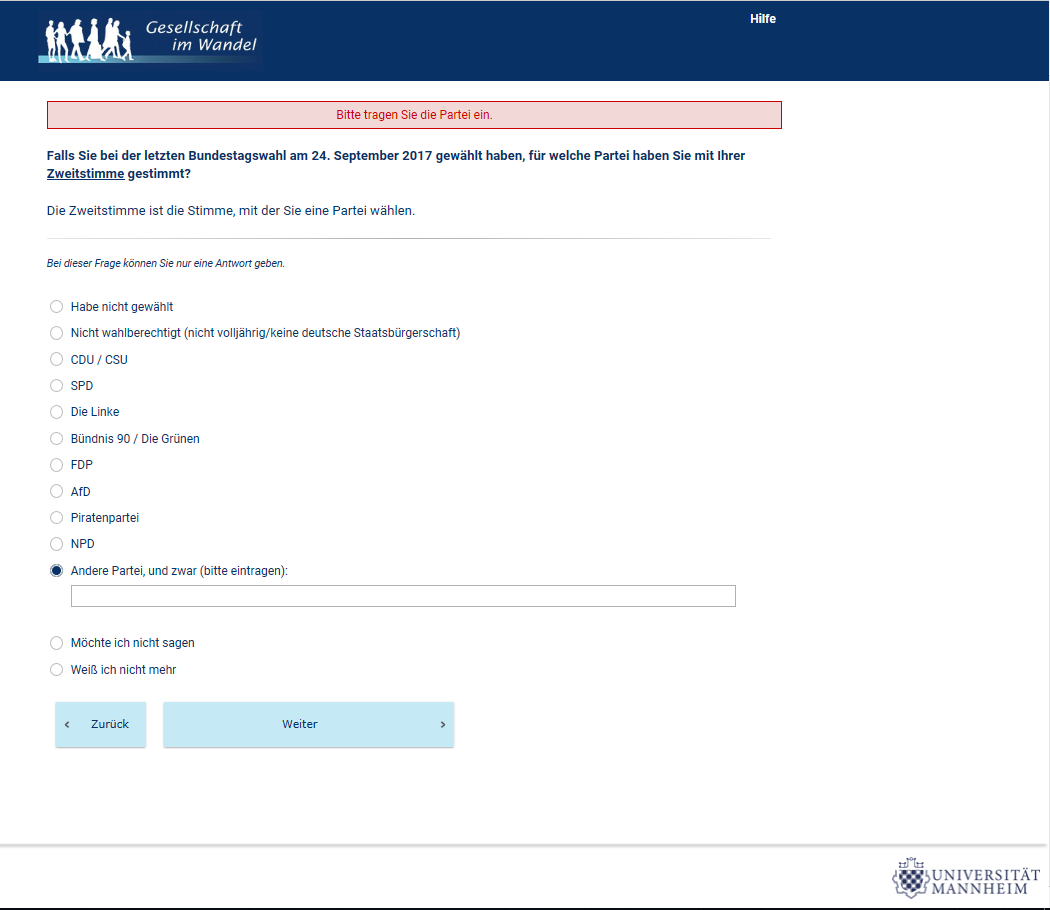 Gesellschaft
im Wandel
Hilfe
Bitte tragen Sie die Partei ein.
Falls Sie bei der letzten Bundestagswahl am 24. September 2017 gewählt haben, für welche Partei haben Sie mit Ihrer
Zweitstimme gestimmt?
Die Zweitstimme ist die Stimme, mit der Sie eine Partei wählen.
Bei dieser Frage können Sie nur eine Antwort geben.
Habe nicht gewählt
Nicht wahlberechtigt (nicht volljährig/keine deutsche Staatsbürgerschaft)
CDU / CSU
SPD
Die Linke
Bündnis 90 / Die Grünen
FDP
AfD
Piratenpartei
NPD
Andere Partei, und zwar (bitte eintragen):
Möchte ich nicht sagen
Weiß ich nicht mehr
‹ Zurück
Weiter ›
UNIVERSITÄT
MANNHEIM